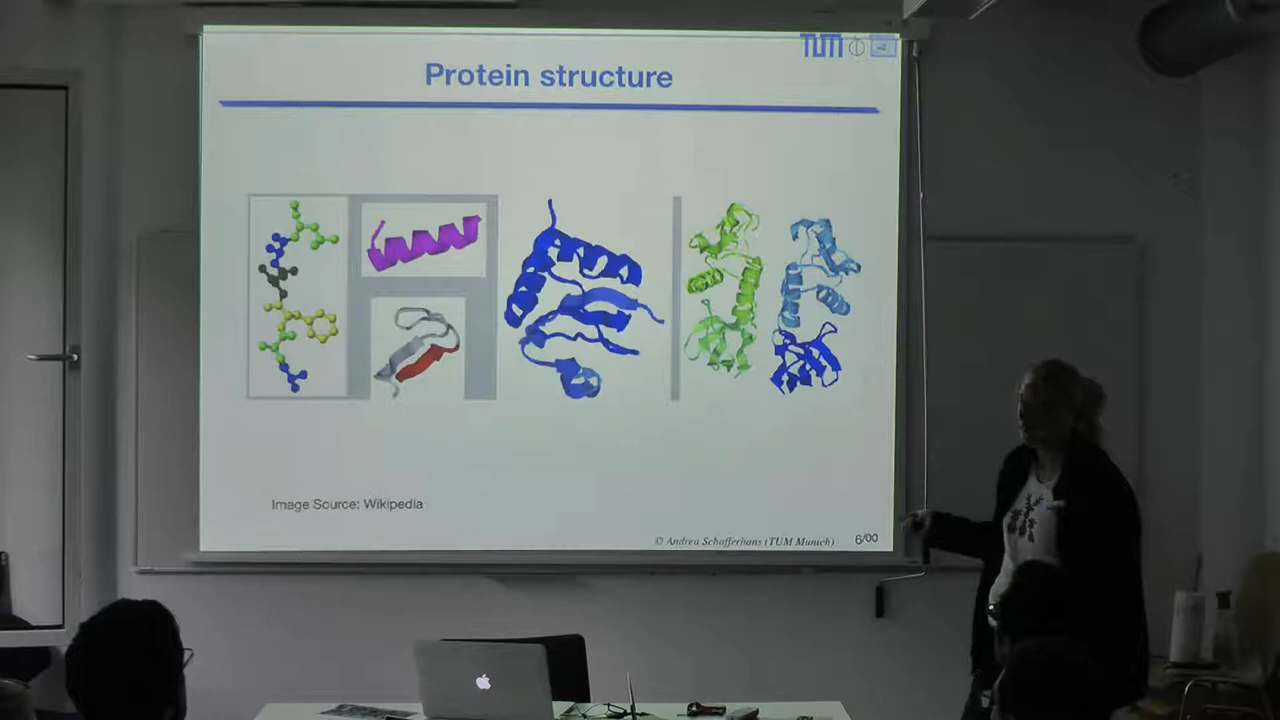 TUM
Protein structure
Image Source: Wikipedia
© Andrea Schafferhans (TUM Munich) 6/00